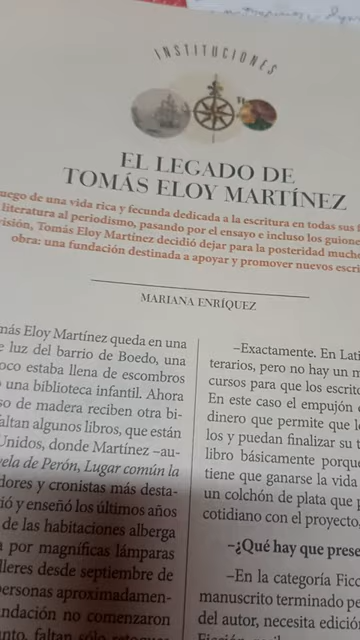 INSTITUCIONES
EL LEGADO DE
TOMÁS ELOY MARTÍNEZ
uego de una vida rica y fecunda dedicada a la escritura en todas sus
literatura al periodismo, pasando por el ensayo e incluso los guiones
visión, Tomás Eloy Martínez decidió dejar para la posteridad mucho
obra: una fundación destinada a apoyar y promover nuevos escri
MARIANA ENRÍQUEZ
más Eloy Martínez queda en una
e luz del barrio de Boedo, una
oco estaba llena de escombros
o una biblioteca infantil. Ahora
so de madera reciben otra bi-
faltan algunos libros, que están
Unidos, donde Martínez –au-
vela de Perón, Lugar común la
dores y cronistas más desta-
ió y enseñó los últimos años
de las habitaciones alberga
a por magníficas lámparas
lleres desde septiembre de
personas aproximadamen-
ndación no comenzaron
unto, faltan sólo
–Exactamente. En Lati
terarios, pero no hay un m
cursos para que los escrito
En este caso el empujón
dinero que permite que l
los y puedan finalizar su t
libro básicamente porqu
tiene que ganarse la vida
un colchón de plata que p
cotidiano con el proyecto.
–¿Qué hay que prese
–En la categoría Ficc
manuscrito terminado pe
del autor, necesita edició